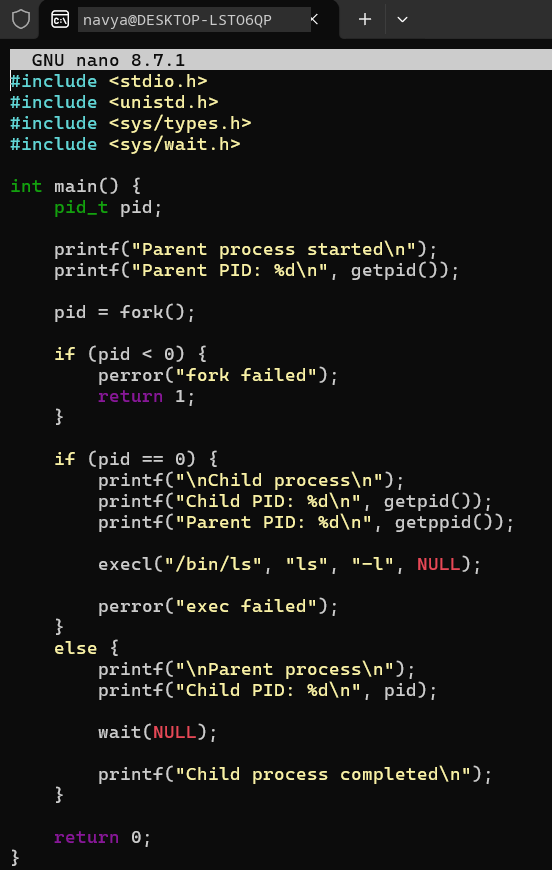 navya@DESKTOP-LSTO6QP
GNU nano 8.7.1
#include <stdio.h>
#include <unistd.h>
#include <sys/types.h>
#include <sys/wait.h>
int main() {
pid_t pid;
printf("Parent process started\n");
printf("Parent PID: %d\n", getpid());
pid = fork();
if (pid < 0) {
perror("fork failed");
return 1;
}
if (pid == 0) {
printf("\nChild process\n");
printf("Child PID: %d\n", getpid());
printf("Parent PID: %d\n", getppid());
execl("/bin/ls", "ls", "-l", NULL);
perror("exec failed");
}
else {
printf("\nParent process\n");
printf("Child PID: %d\n", pid);
wait(NULL);
printf("Child process completed\n");
}
return 0;
}